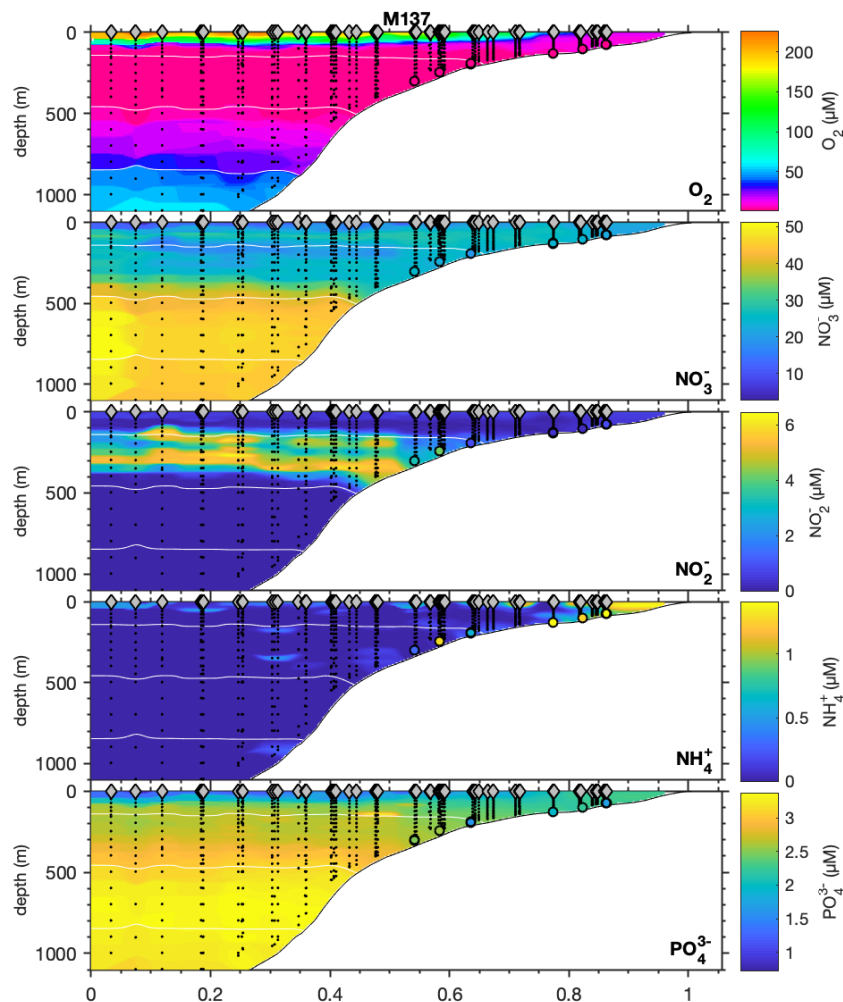 M137
0
500
1000
depth (m)
O₂
200
150
100
50
O₂ (μM)
0
500
1000
depth (m)
NO₃⁻
50
40
30
20
10
NO₃⁻ (μM)
0
500
1000
depth (m)
NO₂⁻
6
4
2
0
NO₂⁻ (μM)
0
500
1000
depth (m)
NH₄⁺
1
0.5
0
NH₄⁺ (μM)
0
500
1000
depth (m)
PO₄³⁻
3
2.5
2
1.5
1
PO₄³⁻ (μM)
0 0.2 0.4 0.6 0.8 1